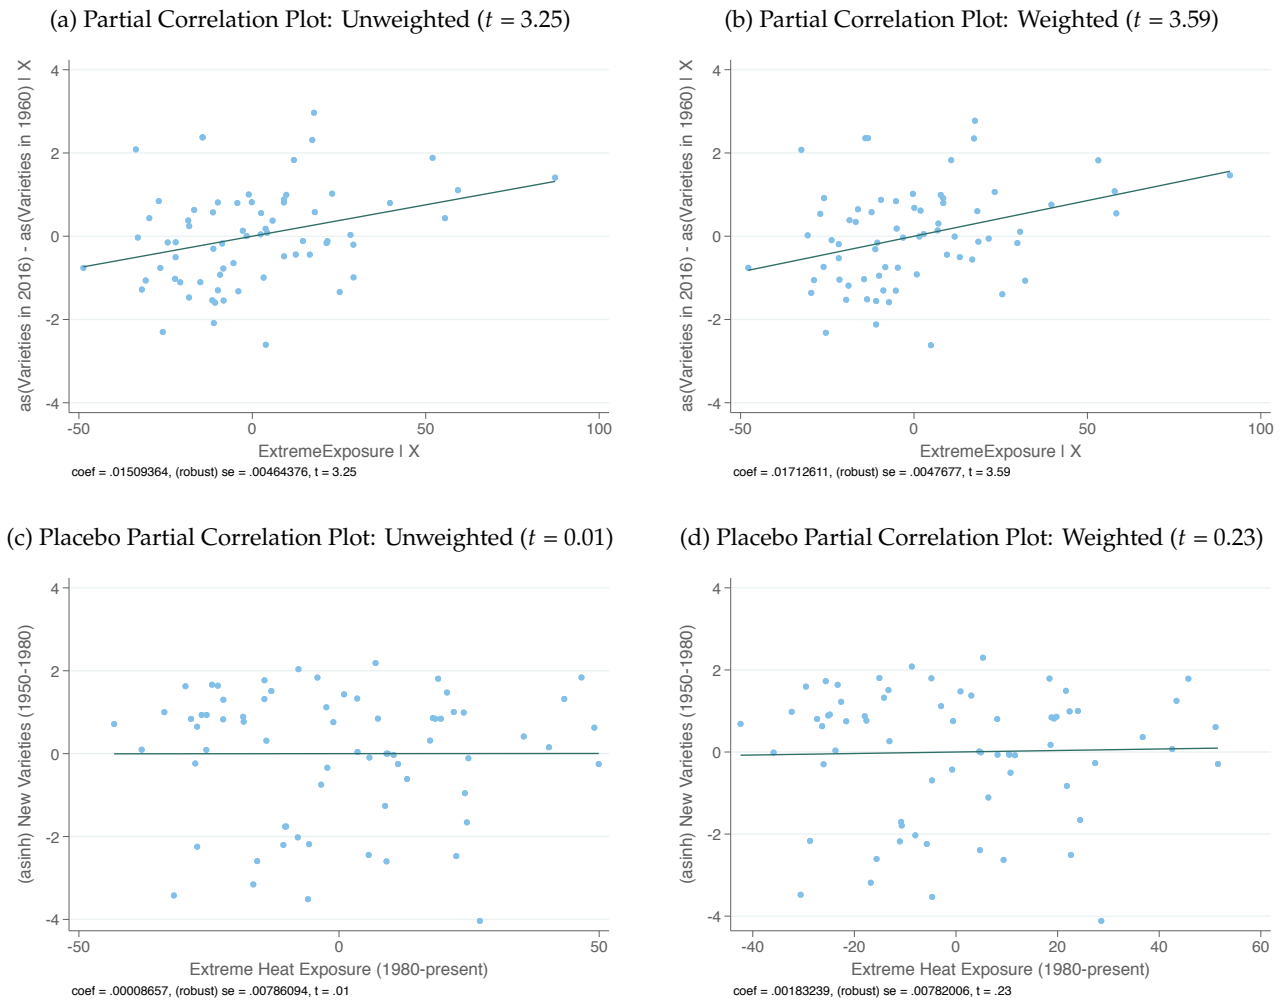 (a) Partial Correlation Plot: Unweighted (t = 3.25)
as(Varieties in 2016) - as(Varieties in 1960) | X
4
2
0
-2
-4
-50
0
50
100
ExtremeExposure | X
coef = .01509364, (robust) se = .00464376, t = 3.25
(b) Partial Correlation Plot: Weighted (t = 3.59)
as(Varieties in 2016) - as(Varieties in 1960) | X
4
2
0
-2
-4
-50
0
50
100
ExtremeExposure | X
coef = .01712611, (robust) se = .0047677, t = 3.59
(c) Placebo Partial Correlation Plot: Unweighted (t = 0.01)
(asinh) New Varieties (1950-1980)
4
2
0
-2
-4
-50
0
50
Extreme Heat Exposure (1980-present)
coef = .00008657, (robust) se = .00786094, t = .01
(d) Placebo Partial Correlation Plot: Weighted (t = 0.23)
(asinh) New Varieties (1950-1980)
4
2
0
-2
-4
-40
-20
0
20
40
60
Extreme Heat Exposure (1980-present)
coef = .00183239, (robust) se = .00782006, t = .23